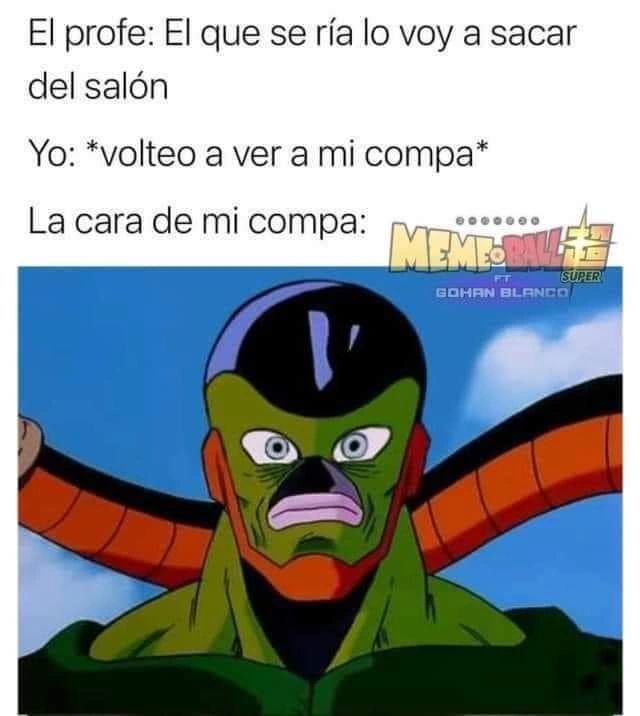 El profe: El que se ría lo voy a sacar
del salón
Yo: *volteo a ver a mi compa*
La cara de mi compa:
MEME BALL 超
SUPER
FT
GOHAN BLANCO